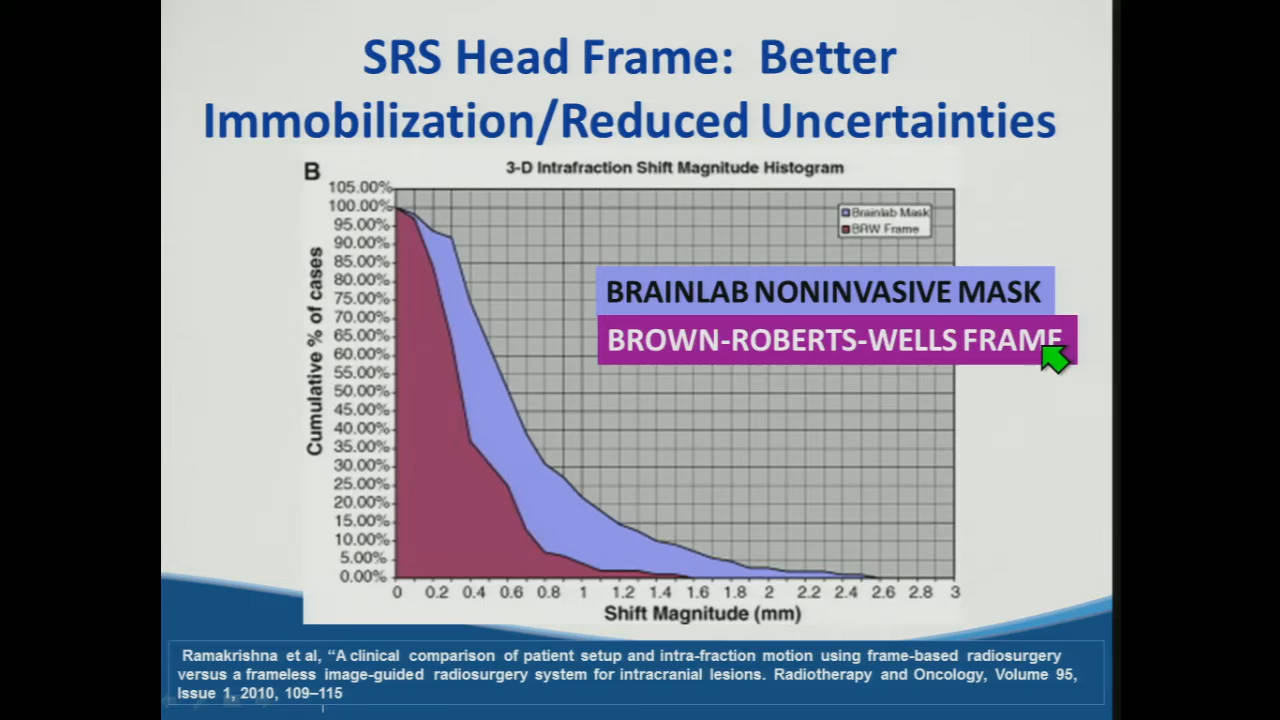 SRS Head Frame: Better
Immobilization/Reduced Uncertainties
B
3-D Intrafraction Shift Magnitude Histogram
105.00%
100.00%
95.00%
90.00%
85.00%
80.00%
75.00%
70.00%
65.00%
60.00%
55.00%
50.00%
45.00%
40.00%
35.00%
30.00%
25.00%
20.00%
15.00%
10.00%
5.00%
0.00%
Cumulative % of cases
Brainlab Mask
BRW Frame
BRAINLAB NONINVASIVE MASK
BROWN-ROBERTS-WELLS FRAME
0 0.2 0.4 0.6 0.8 1 1.2 1.4 1.6 1.8 2 2.2 2.4 2.6 2.8 3
Shift Magnitude (mm)
Ramakrishna et al, “A clinical comparison of patient setup and intra-fraction motion using frame-based radiosurgery
versus a frameless image-guided radiosurgery system for intracranial lesions. Radiotherapy and Oncology, Volume 95,
Issue 1, 2010, 109–115